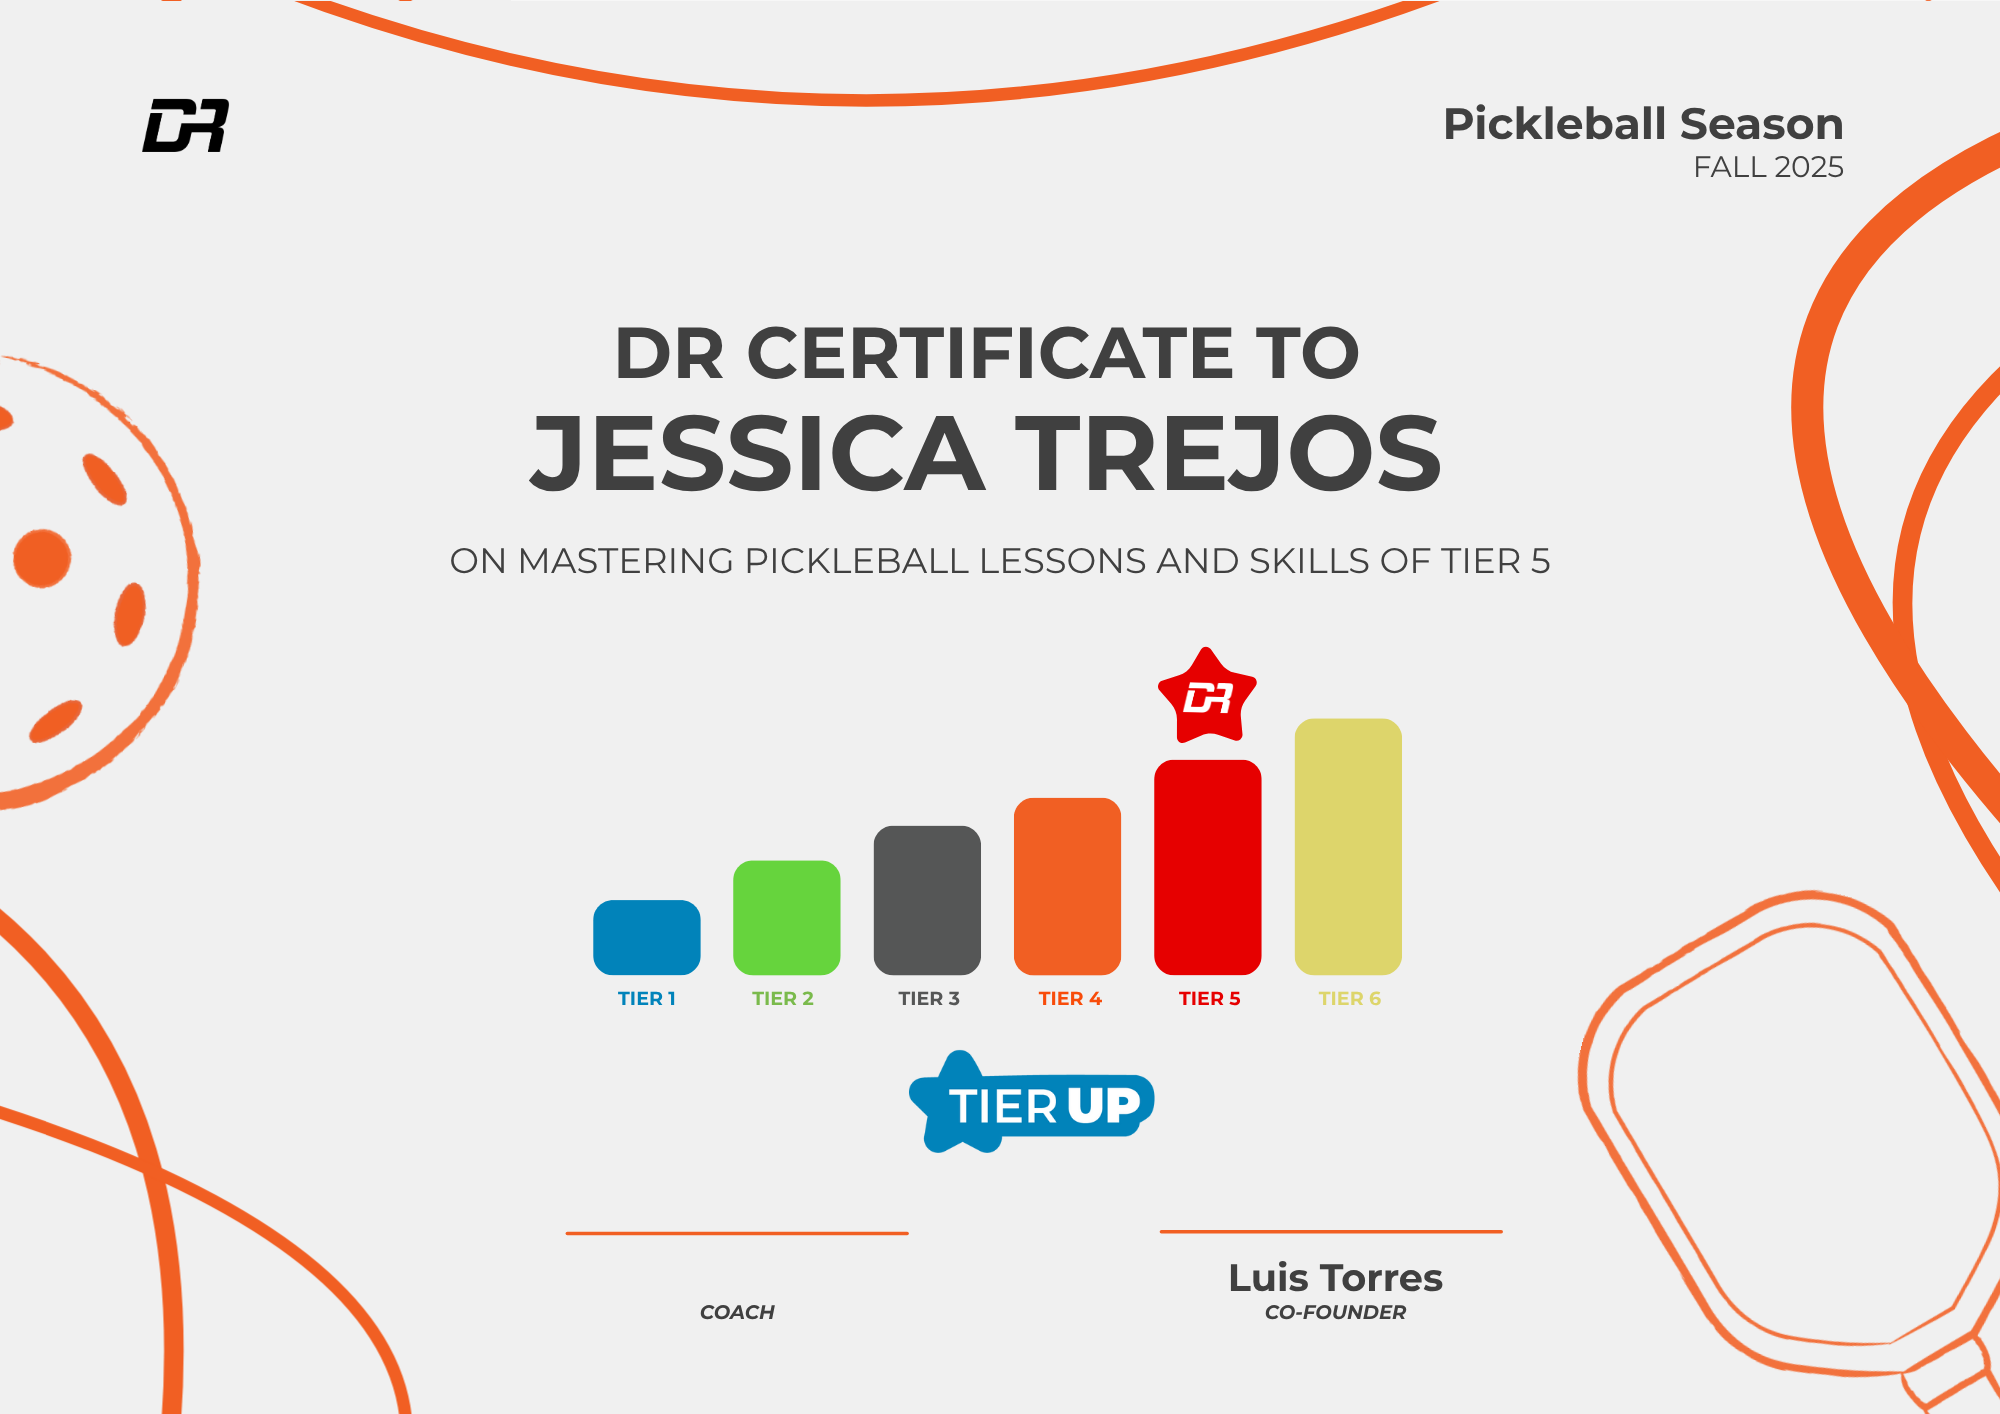 DR
Pickleball Season
FALL 2025
DR CERTIFICATE TO
JESSICA TREJOS
ON MASTERING PICKLEBALL LESSONS AND SKILLS OF TIER 5
DR
TIER 1
TIER 2
TIER 3
TIER 4
TIER 5
TIER 6
TIER UP
Luis Torres
COACH
CO-FOUNDER